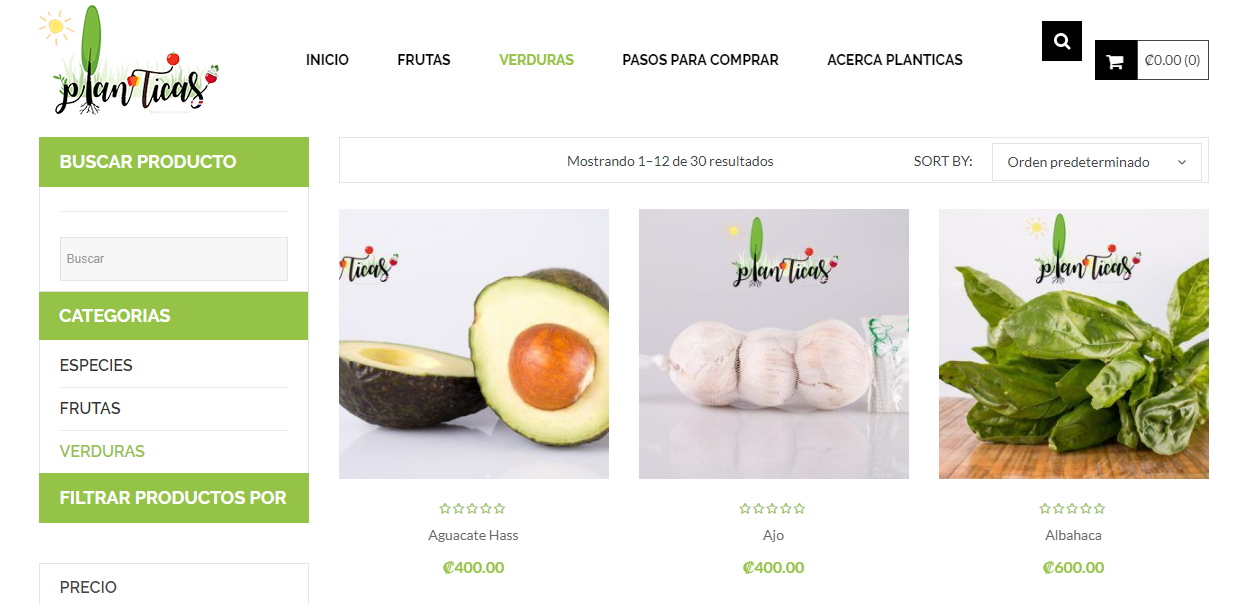 planTicas
INICIO
FRUTAS
VERDURAS
PASOS PARA COMPRAR
ACERCA PLANTICAS
₡0.00 (0)
BUSCAR PRODUCTO
Buscar
CATEGORIAS
ESPECIES
FRUTAS
VERDURAS
FILTRAR PRODUCTOS POR
PRECIO
Mostrando 1–12 de 30 resultados
SORT BY:
Orden predeterminado
Ticas
planTicas
planTicas
Aguacate Hass
₡400.00
Ajo
₡400.00
Albahaca
₡600.00